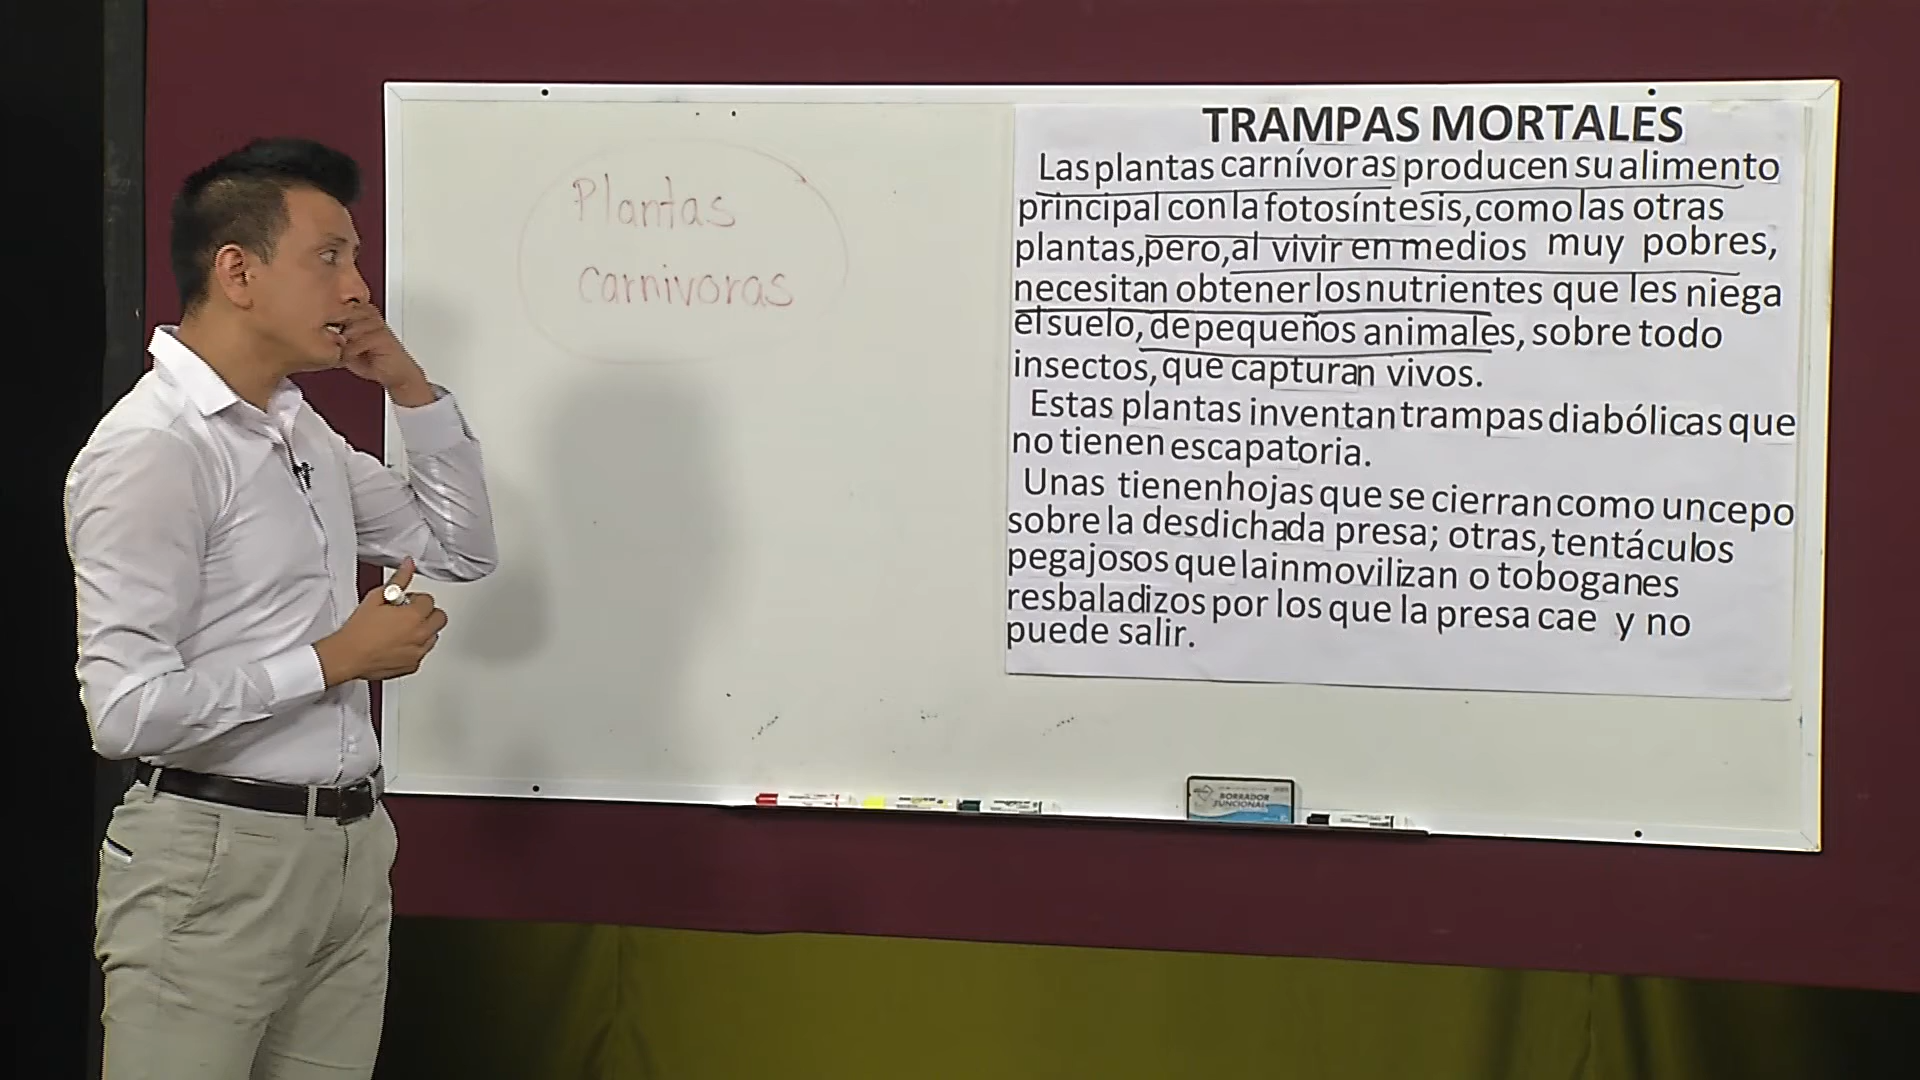 Plantas
carnivoras
TRAMPAS MORTALES
Las plantas carnívoras producen su alimento
principal con la fotosíntesis, como las otras
plantas, pero, al vivir en medios muy pobres,
necesitan obtener los nutrientes que les niega
el suelo, de pequeños animales, sobre todo
insectos, que capturan vivos.
Estas plantas inventan trampas diabólicas que
no tienen escapatoria.
Unas tienen hojas que se cierran como un cepo
sobre la desdichada presa; otras, tentáculos
pegajosos que la inmovilizan o toboganes
resbaladizos por los que la presa cae y no
puede salir.
BORRADOR